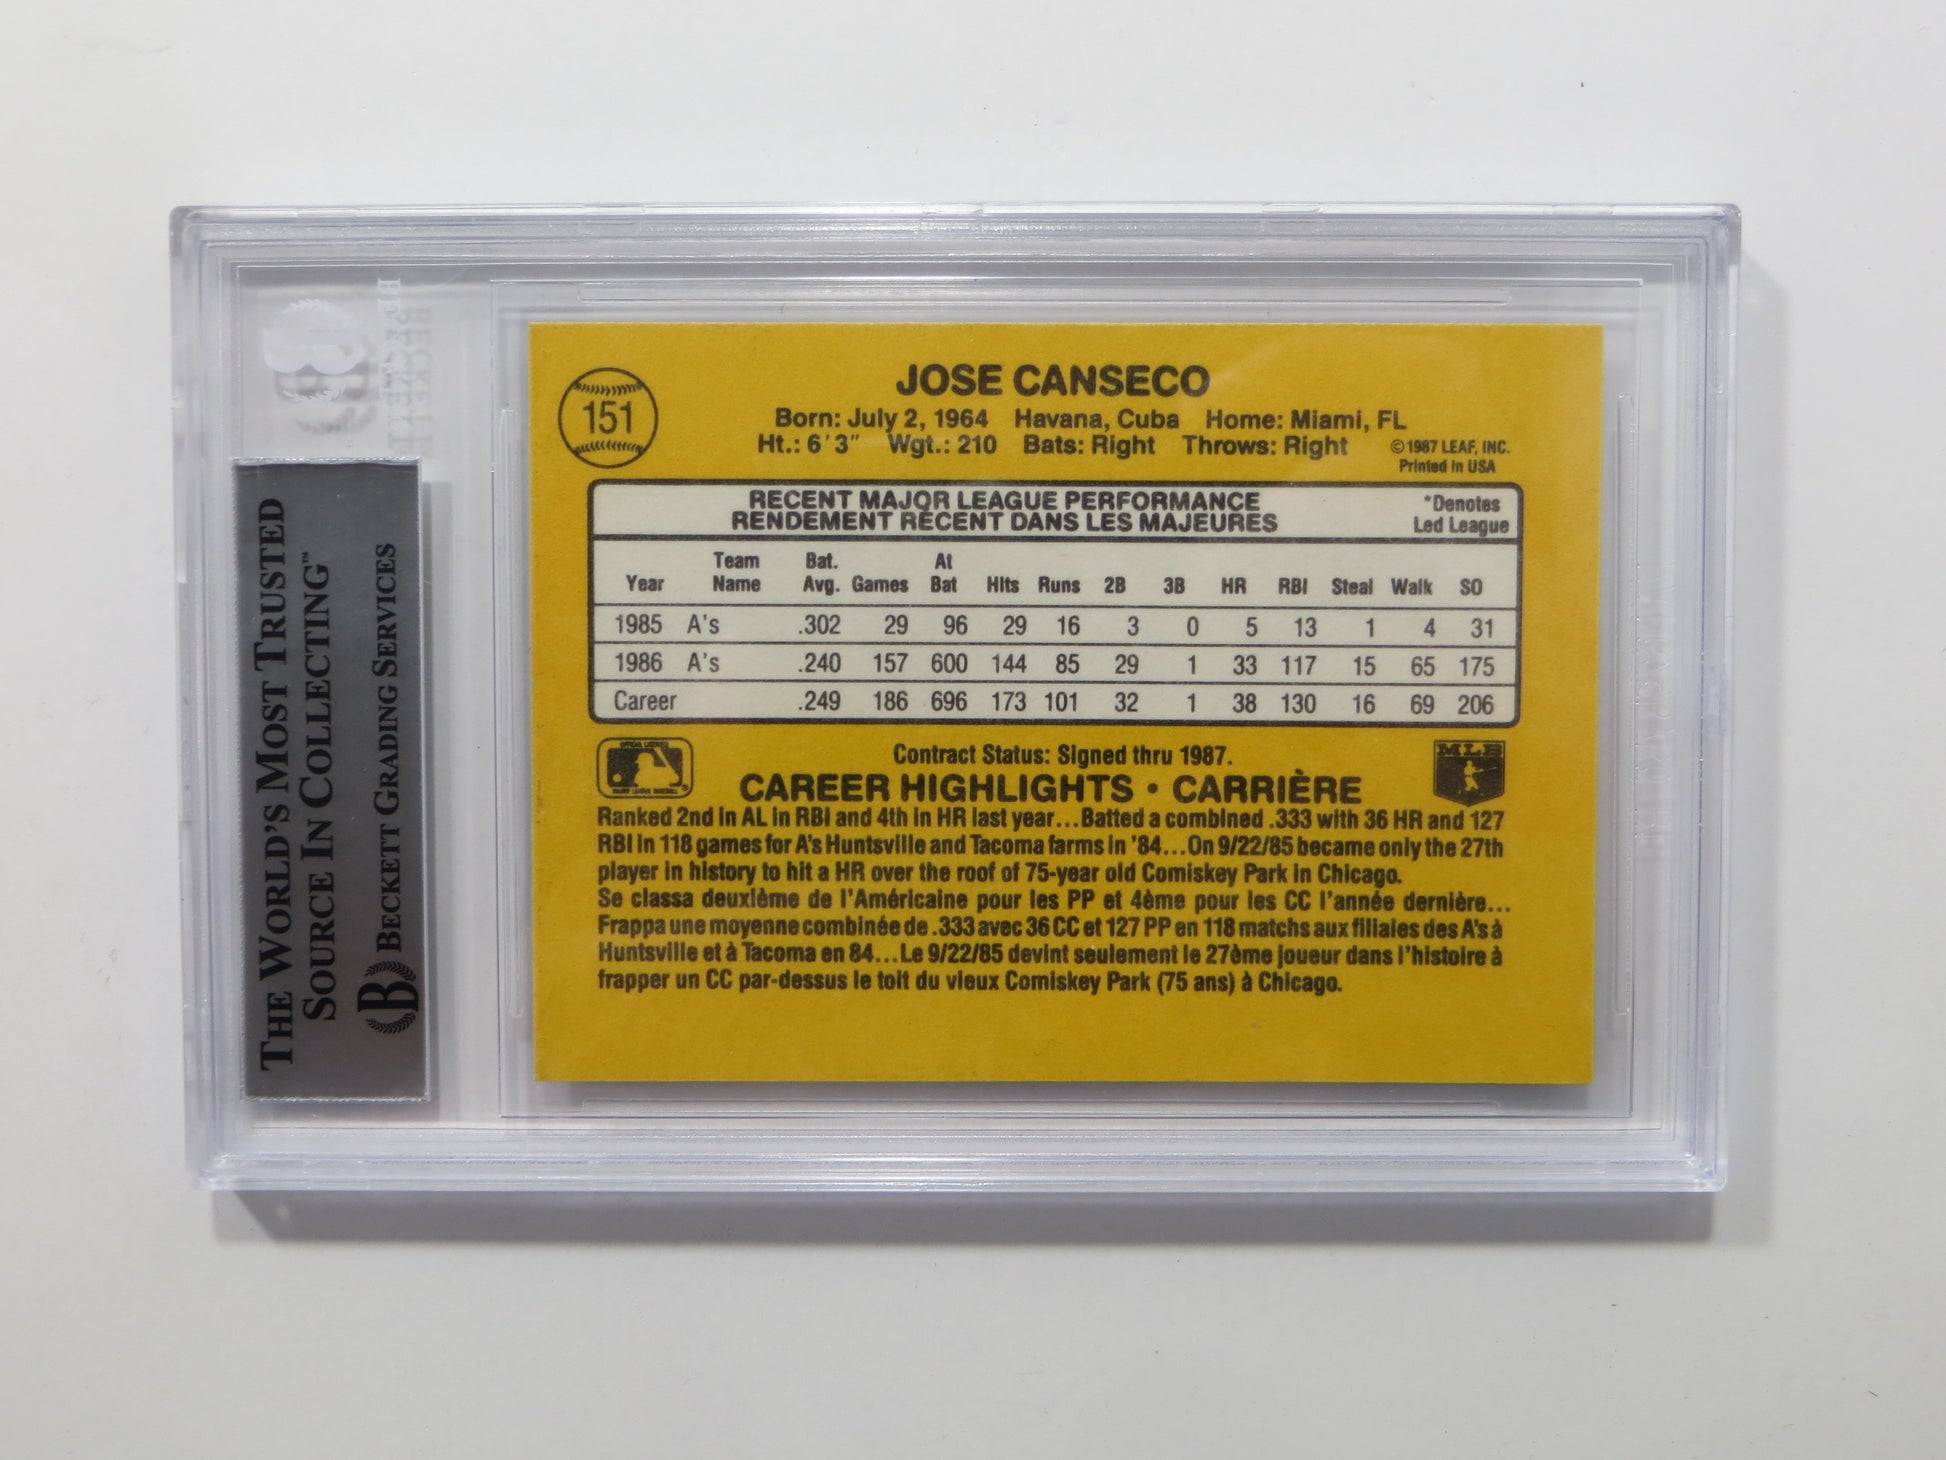 151
JOSE CANSECO
Born: July 2, 1964 Havana, Cuba Home: Miami, FL
Ht.: 6'3" Wgt.: 210 Bats: Right Throws: Right
© 1987 LEAF, INC.
Printed in USA
RECENT MAJOR LEAGUE PERFORMANCE
RENDEMENT RÉCENT DANS LES MAJEURES
*Denotes
Led League
Year Team Name Bat. Avg. Games At Bat Hits Runs 2B 3B HR RBI Steal Walk SO
1985 A's .302 29 96 29 16 3 0 5 13 1 4 31
1986 A's .240 157 600 144 85 29 1 33 117 15 65 175
Career .249 186 696 173 101 32 1 38 130 16 69 206
Contract Status: Signed thru 1987.
CAREER HIGHLIGHTS • CARRIÈRE
MLB
Ranked 2nd in AL in RBI and 4th in HR last year...Batted a combined .333 with 36 HR and 127
RBI in 118 games for A's Huntsville and Tacoma farms in '84...On 9/22/85 became only the 27th
player in history to hit a HR over the roof of 75-year old Comiskey Park in Chicago.
Se classa deuxième de l'Américaine pour les PP et 4ème pour les CC l'année dernière...
Frappa une moyenne combinée de .333 avec 36 CC et 127 PP en 118 matchs aux filiales des A's à
Huntsville et à Tacoma en 84...Le 9/22/85 devint seulement le 27ème joueur dans l'histoire à
frapper un CC par-dessus le toit du vieux Comiskey Park (75 ans) à Chicago.
THE WORLD'S MOST TRUSTED
SOURCE IN COLLECTING™
B BECKETT GRADING SERVICES
BECKETT